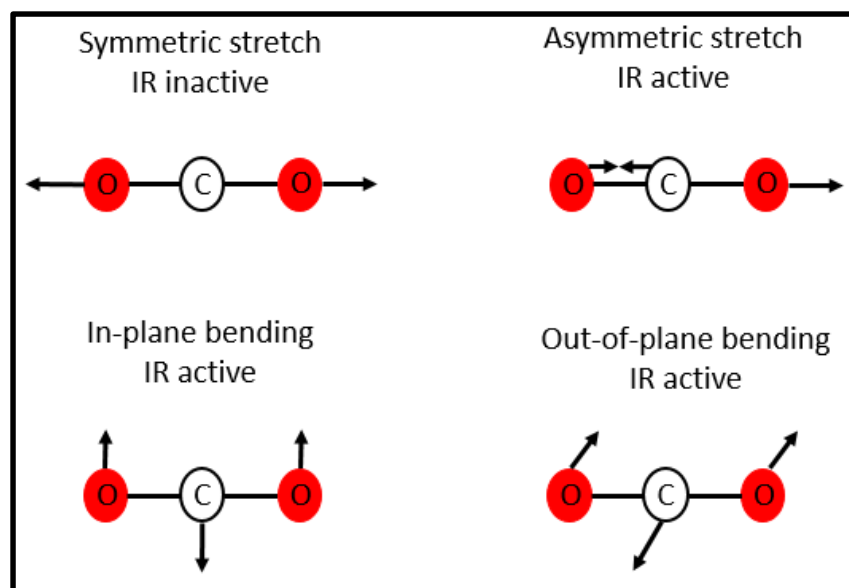 Symmetric stretch
IR inactive
Asymmetric stretch
IR active
O C O
O C O
In-plane bending
IR active
Out-of-plane bending
IR active
O C O
O C O